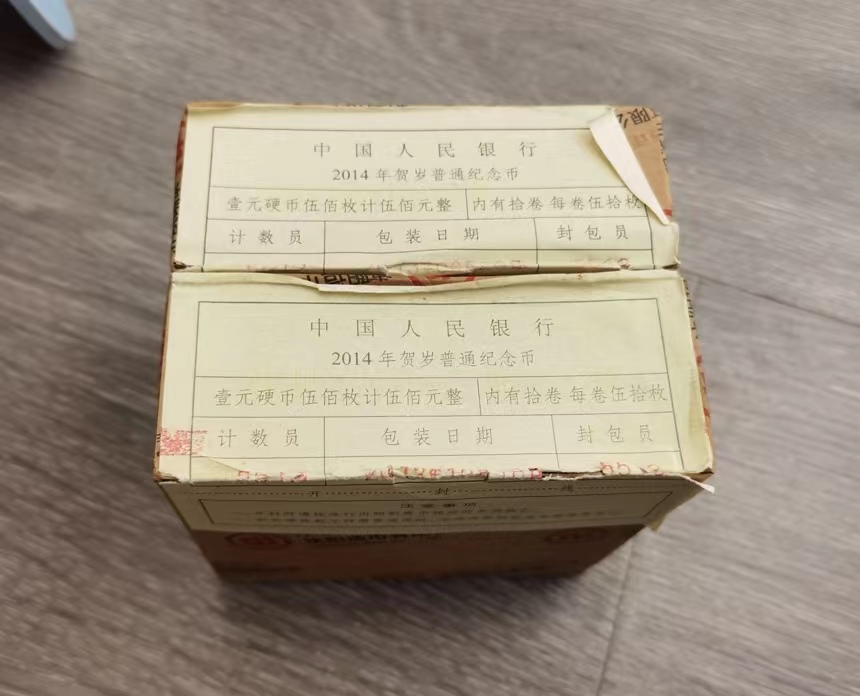 中国人民银行
2014年贺岁普通纪念币
壹元硬币伍佰枚计伍佰元整 内有拾卷 每卷伍拾枚
计数员 包装日期 封包员
中国人民银行
2014年贺岁普通纪念币
壹元硬币伍佰枚计伍佰元整 内有拾卷 每卷伍拾枚
计数员 包装日期 封包员
开封
注意事项